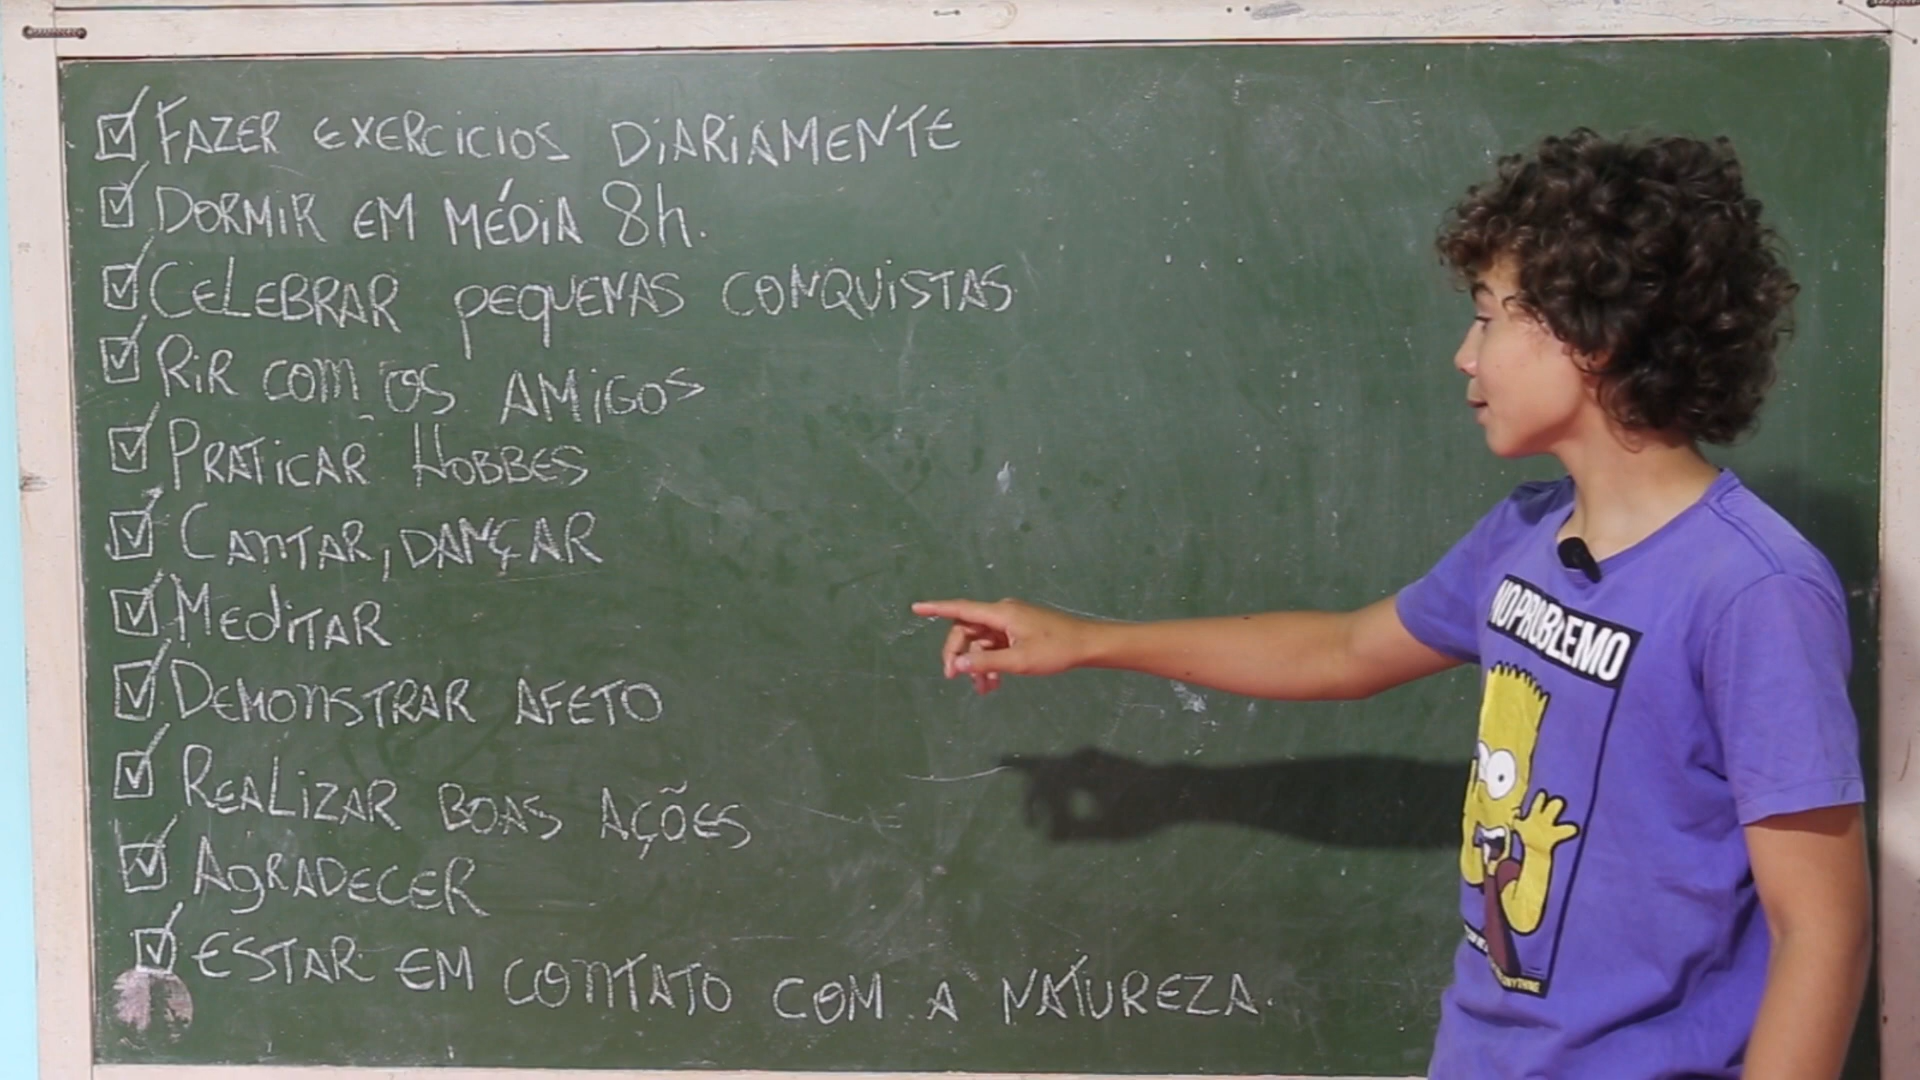 FAZER EXERCICIOS DIARIAMENTE
DORMIR EM MÉDIA 8h.
CELEBRAR PEQUENAS CONQUISTAS
RIR COM OS AMIGOS
PRATICAR HOBBES
CANTAR, DANÇAR
MEDITAR
DEMONSTRAR AFETO
REALIZAR BOAS AÇÕES
AGRADECER
ESTAR EM CONTATO COM A NATUREZA.
NO PROBLEMO